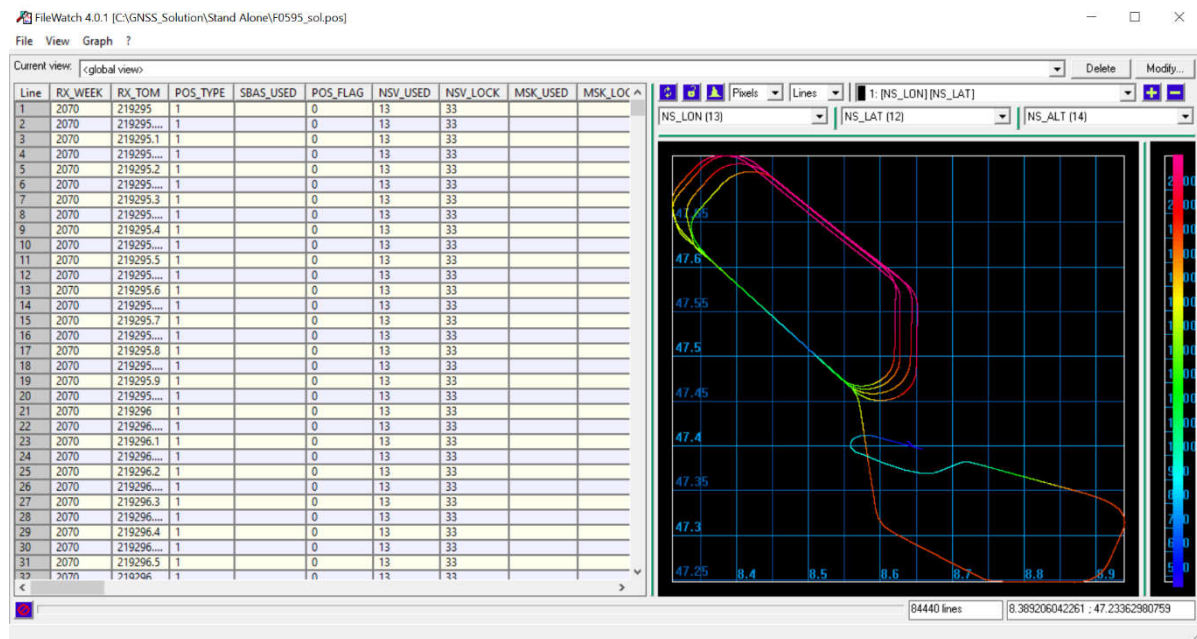 FileWatch 4.0.1 [C:\GNSS_Solution\Stand Alone\F0595_sol.pos]
File View Graph ?
Current view: <global view> Delete Modify...
Line RX_WEEK RX_TOM POS_TYPE SBAS_USED POS_FLAG NSV_USED NSV_LOCK MSK_USED MSK_LOC
1 2070 219295 1 0 13 33
2 2070 219295.... 1 0 13 33
3 2070 219295.1 1 0 13 33
4 2070 219295.... 1 0 13 33
5 2070 219295.2 1 0 13 33
6 2070 219295.... 1 0 13 33
7 2070 219295.3 1 0 13 33
8 2070 219295.... 1 0 13 33
9 2070 219295.4 1 0 13 33
10 2070 219295.... 1 0 13 33
11 2070 219295.5 1 0 13 33
12 2070 219295.... 1 0 13 33
13 2070 219295.6 1 0 13 33
14 2070 219295.... 1 0 13 33
15 2070 219295.7 1 0 13 33
16 2070 219295.... 1 0 13 33
17 2070 219295.8 1 0 13 33
18 2070 219295.... 1 0 13 33
19 2070 219295.9 1 0 13 33
20 2070 219295.... 1 0 13 33
21 2070 219296 1 0 13 33
22 2070 219296.... 1 0 13 33
23 2070 219296.1 1 0 13 33
24 2070 219296.... 1 0 13 33
25 2070 219296.2 1 0 13 33
26 2070 219296.... 1 0 13 33
27 2070 219296.3 1 0 13 33
28 2070 219296.... 1 0 13 33
29 2070 219296.4 1 0 13 33
30 2070 219296.... 1 0 13 33
31 2070 219296.5 1 0 13 33
32 2070 219296 1 0 13 33
Pixels Lines 1: [NS_LON] [NS_LAT]
NS_LON (13) NS_LAT (12) NS_ALT (14)
47.65
47.6
47.55
47.5
47.45
47.4
47.35
47.3
47.25 8.4 8.5 8.6 8.7 8.8 8.9
84440 lines 8.389206042261 ; 47.23362980759